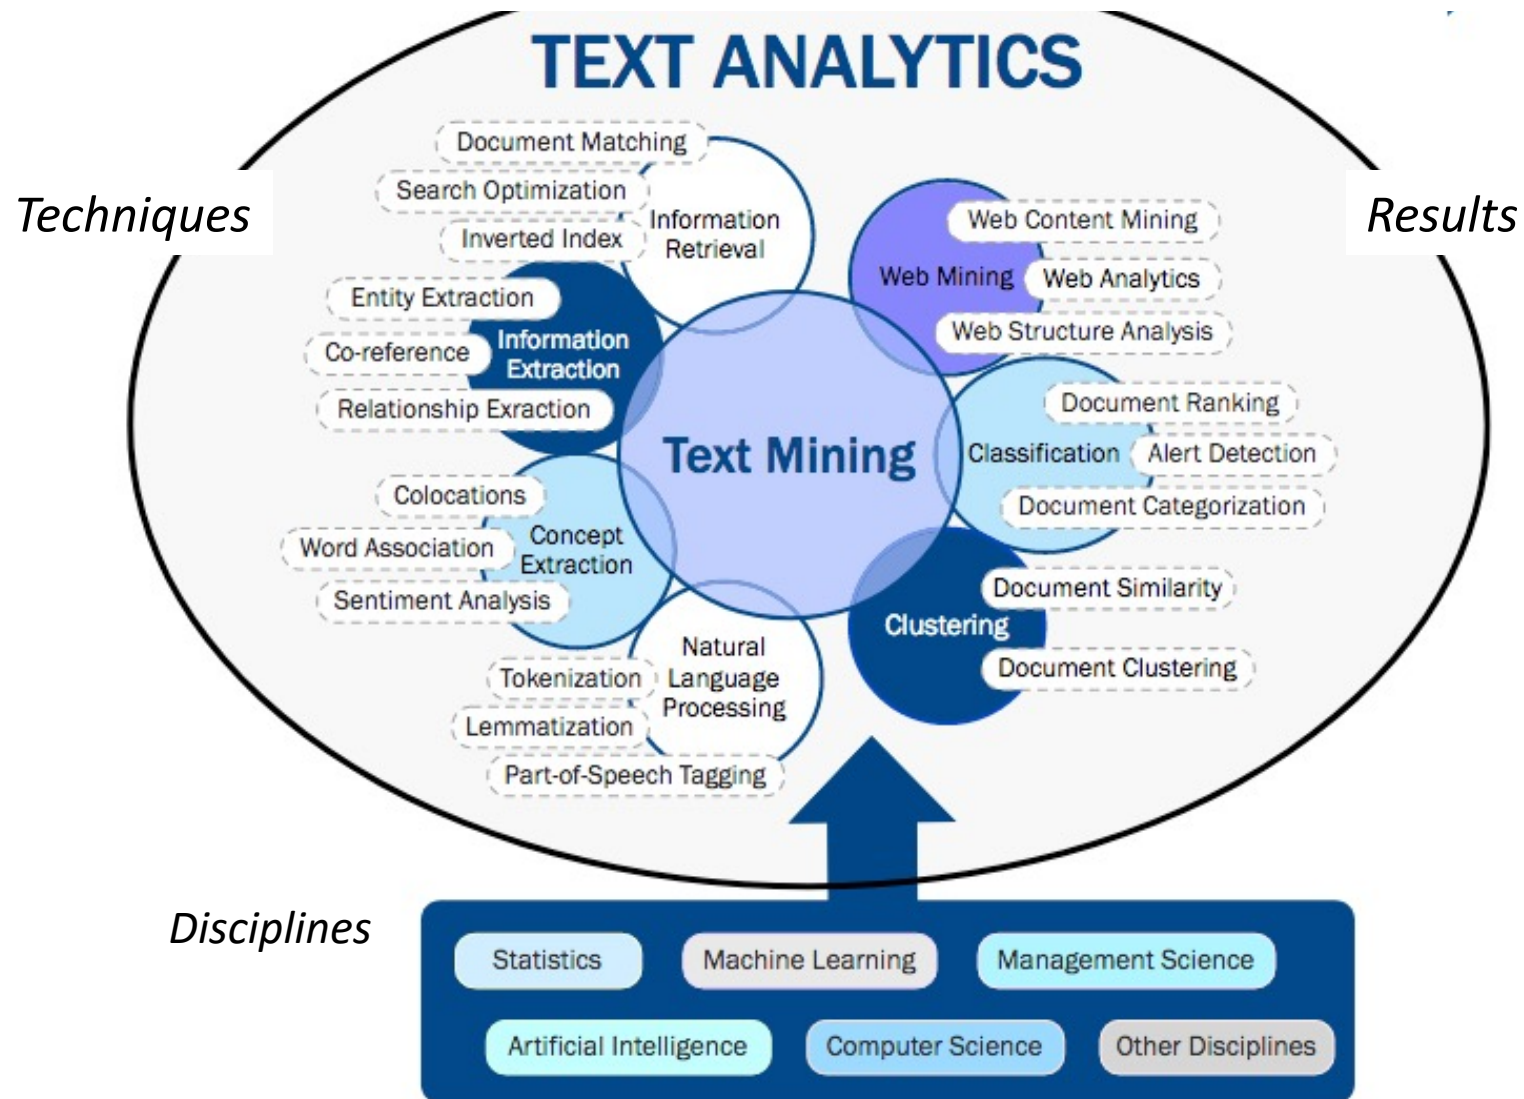 TEXT ANALYTICS
Techniques
Results
Document Matching
Search Optimization
Inverted Index
Information
Retrieval
Entity Extraction
Co-reference
Relationship Exraction
Information
Extraction
Colocations
Word Association
Sentiment Analysis
Concept
Extraction
Tokenization
Lemmatization
Part-of-Speech Tagging
Natural
Language
Processing
Text Mining
Web Mining
Web Content Mining
Web Analytics
Web Structure Analysis
Classification
Document Ranking
Alert Detection
Document Categorization
Clustering
Document Similarity
Document Clustering
Disciplines
Statistics
Machine Learning
Management Science
Artificial Intelligence
Computer Science
Other Disciplines